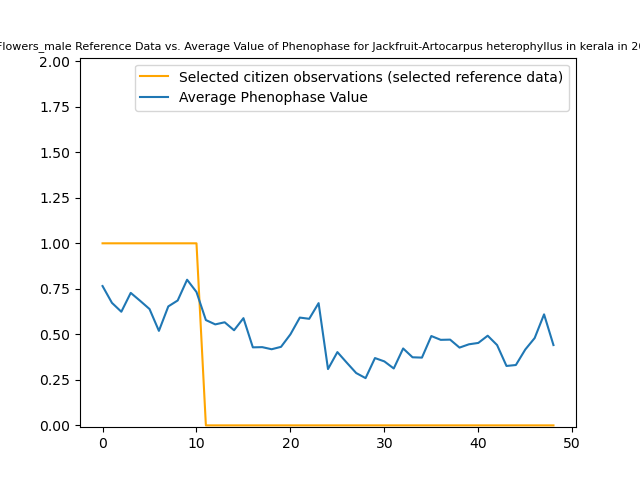 Flowers_male Reference Data vs. Average Value of Phenophase for Jackfruit-Artocarpus heterophyllus in kerala in 20
Selected citizen observations (selected reference data)
Average Phenophase Value
2.00
1.75
1.50
1.25
1.00
0.75
0.50
0.25
0.00
0 10 20 30 40 50